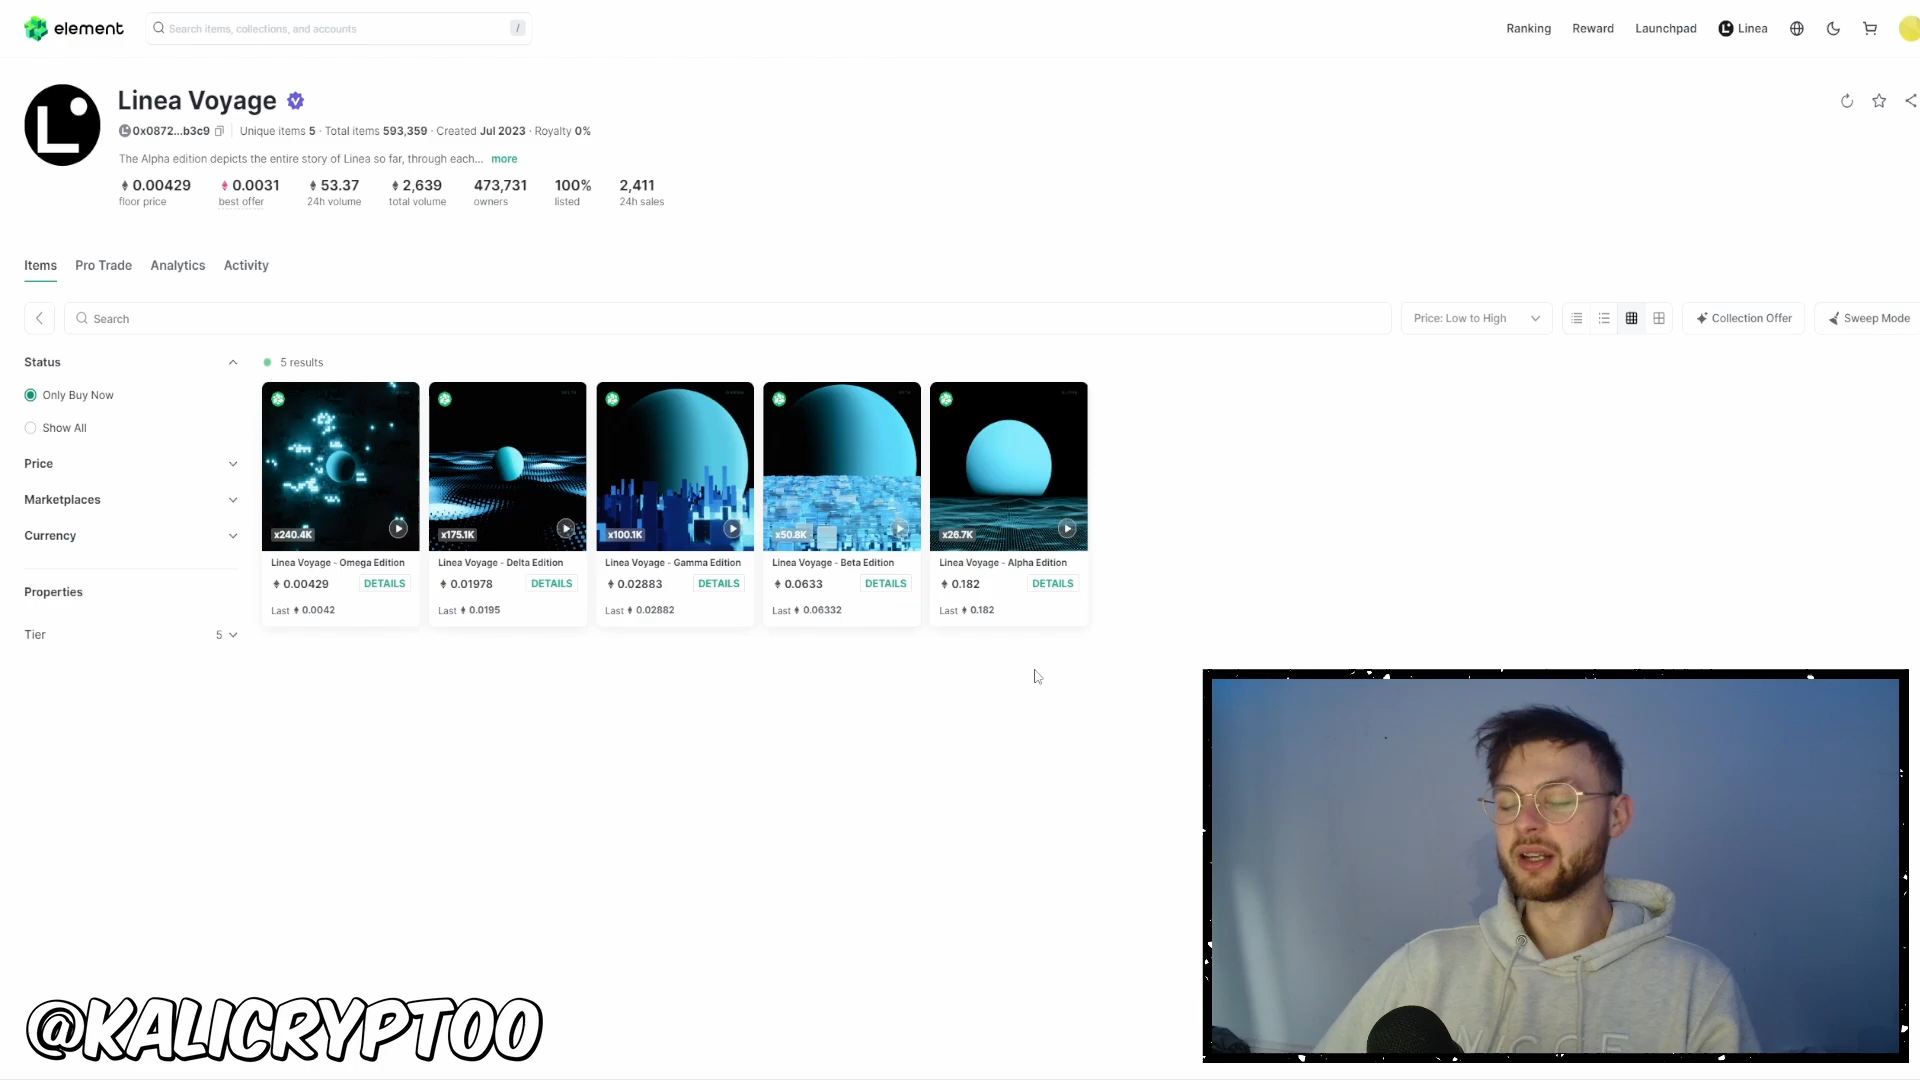 element
Search items, collections, and accounts
/
Ranking
Reward
Launchpad
Linea
Linea Voyage
0x0872...b3c9
Unique items 5 · Total items 593,359 · Created Jul 2023 · Royalty 0%
The Alpha edition depicts the entire story of Linea so far, through each... more
0.00429
floor price
0.0031
best offer
53.37
24h volume
2,639
total volume
473,731
owners
100%
listed
2,411
24h sales
Items
Pro Trade
Analytics
Activity
Search
Price: Low to High
Collection Offer
Sweep Mode
Status
Only Buy Now
Show All
Price
Marketplaces
Currency
Properties
Tier
5
5 results
x240.4K
Linea Voyage - Omega Edition
0.00429
DETAILS
Last 0.0042
x175.1K
Linea Voyage - Delta Edition
0.01978
DETAILS
Last 0.0195
x100.1K
Linea Voyage - Gamma Edition
0.02883
DETAILS
Last 0.02882
x50.8K
Linea Voyage - Beta Edition
0.0633
DETAILS
Last 0.06332
x26.7K
Linea Voyage - Alpha Edition
0.182
DETAILS
Last 0.182
@KALICRYPTOO